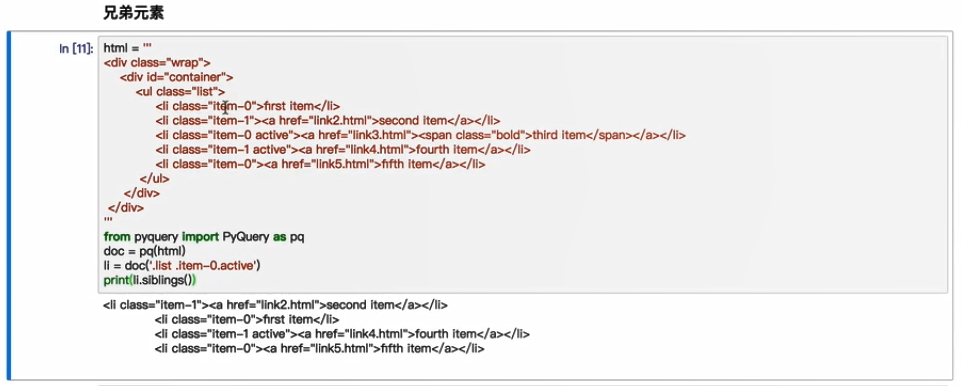 兄弟元素
In [11]:
html = '''
<div class="wrap">
<div id="container">
<ul class="list">
<li class="item-0">first item</li>
<li class="item-1"><a href="link2.html">second item</a></li>
<li class="item-0 active"><a href="link3.html"><span class="bold">third item</span></a></li>
<li class="item-1 active"><a href="link4.html">fourth item</a></li>
<li class="item-0"><a href="link5.html">fifth item</a></li>
</ul>
</div>
</div>
'''
from pyquery import PyQuery as pq
doc = pq(html)
li = doc('.list .item-0.active')
print(li.siblings())
<li class="item-1"><a href="link2.html">second item</a></li>
<li class="item-0">first item</li>
<li class="item-1 active"><a href="link4.html">fourth item</a></li>
<li class="item-0"><a href="link5.html">fifth item</a></li>